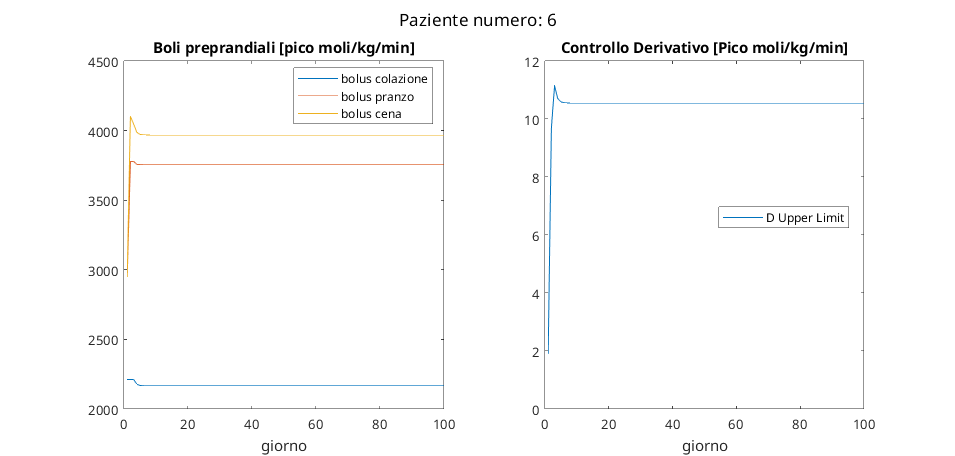 Paziente numero: 6
Boli preprandiali [pico moli/kg/min]
4500
4000
3500
3000
2500
2000
0
20
40
60
80
100
giorno
bolus colazione
bolus pranzo
bolus cena
Controllo Derivativo [Pico moli/kg/min]
12
10
8
6
4
2
0
0
20
40
60
80
100
giorno
D Upper Limit